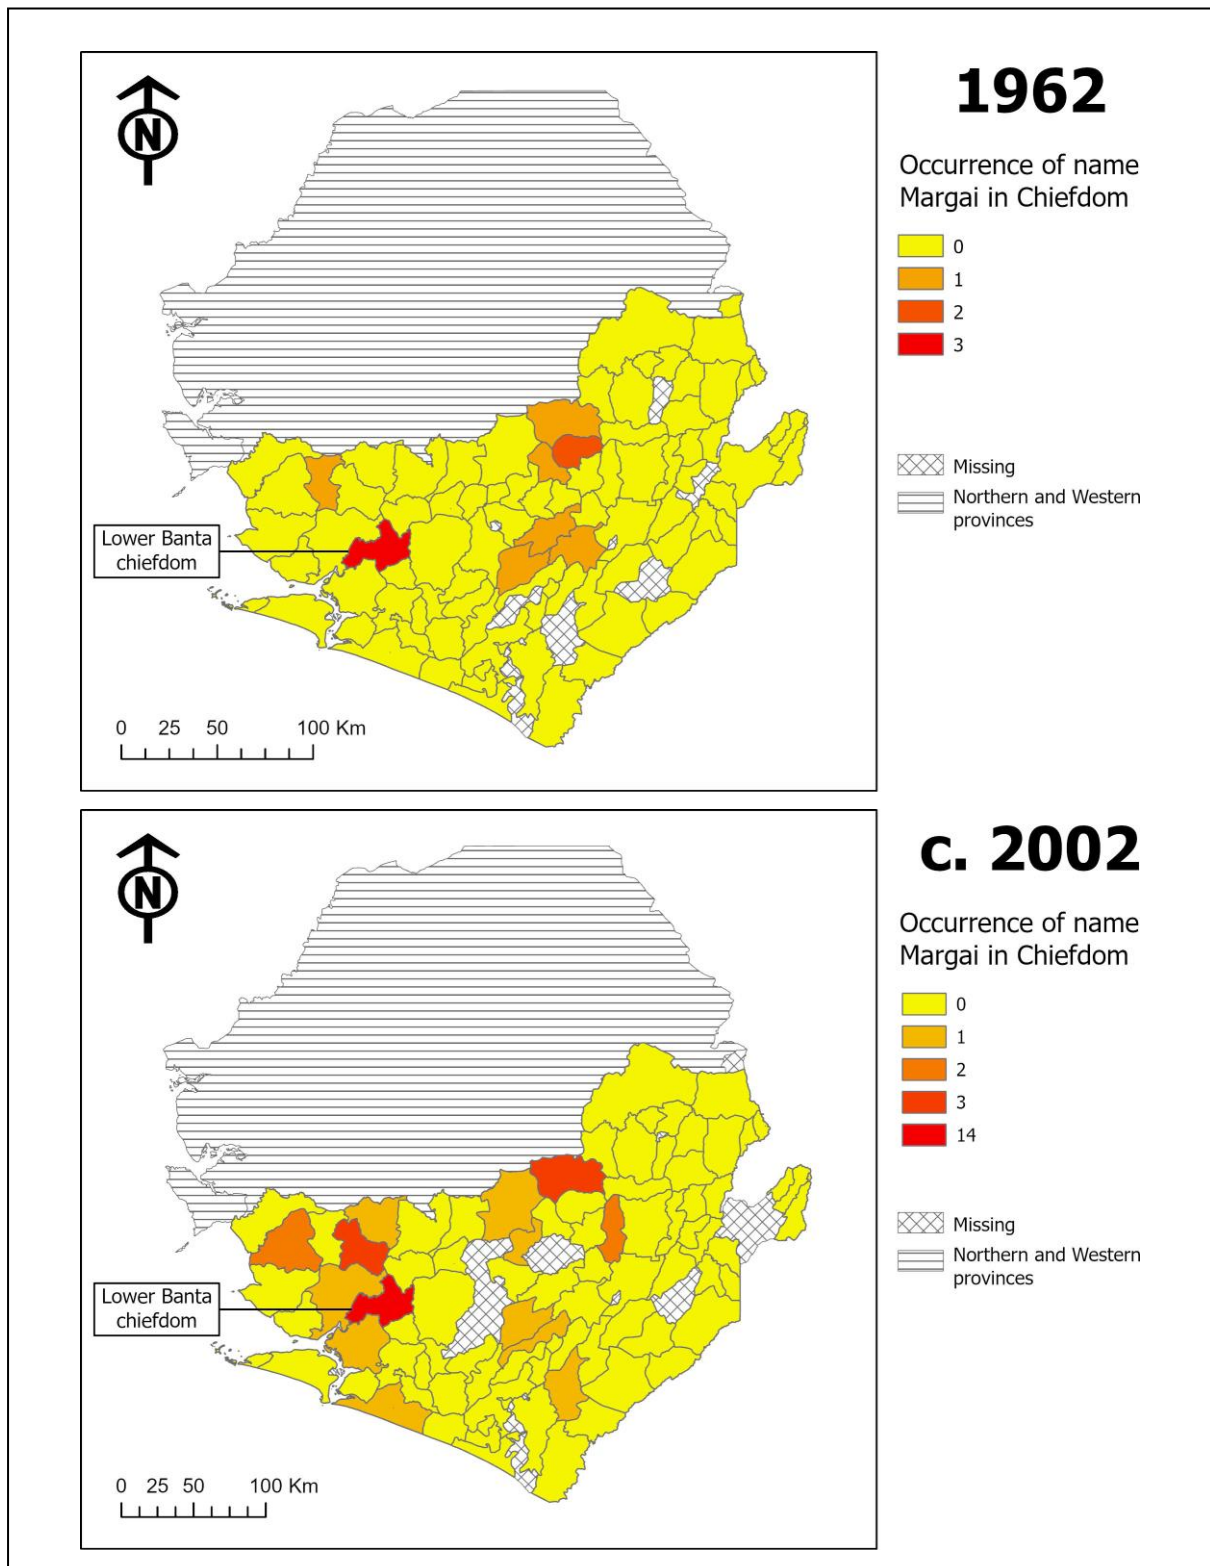 1962
N
Occurrence of name
Margai in Chiefdom
0
1
2
3
Missing
Northern and Western
provinces
Lower Banta
chiefdom
0 25 50 100 Km
c. 2002
N
Occurrence of name
Margai in Chiefdom
0
1
2
3
14
Missing
Northern and Western
provinces
Lower Banta
chiefdom
0 25 50 100 Km